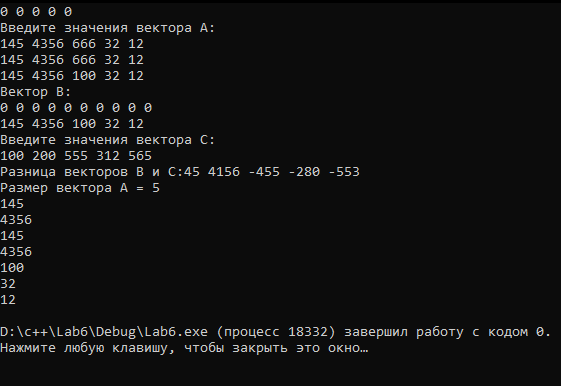 0 0 0 0 0
Введите значения вектора A:
145 4356 666 32 12
145 4356 666 32 12
145 4356 100 32 12
Вектор B:
0 0 0 0 0 0 0 0 0 0
145 4356 100 32 12
Введите значения вектора C:
100 200 555 312 565
Разница векторов B и C:45 4156 -455 -280 -553
Размер вектора A = 5
145
4356
145
4356
100
32
12
D:\c++\Lab6\Debug\Lab6.exe (процесс 18332) завершил работу с кодом 0.
Нажмите любую клавишу, чтобы закрыть это окно…